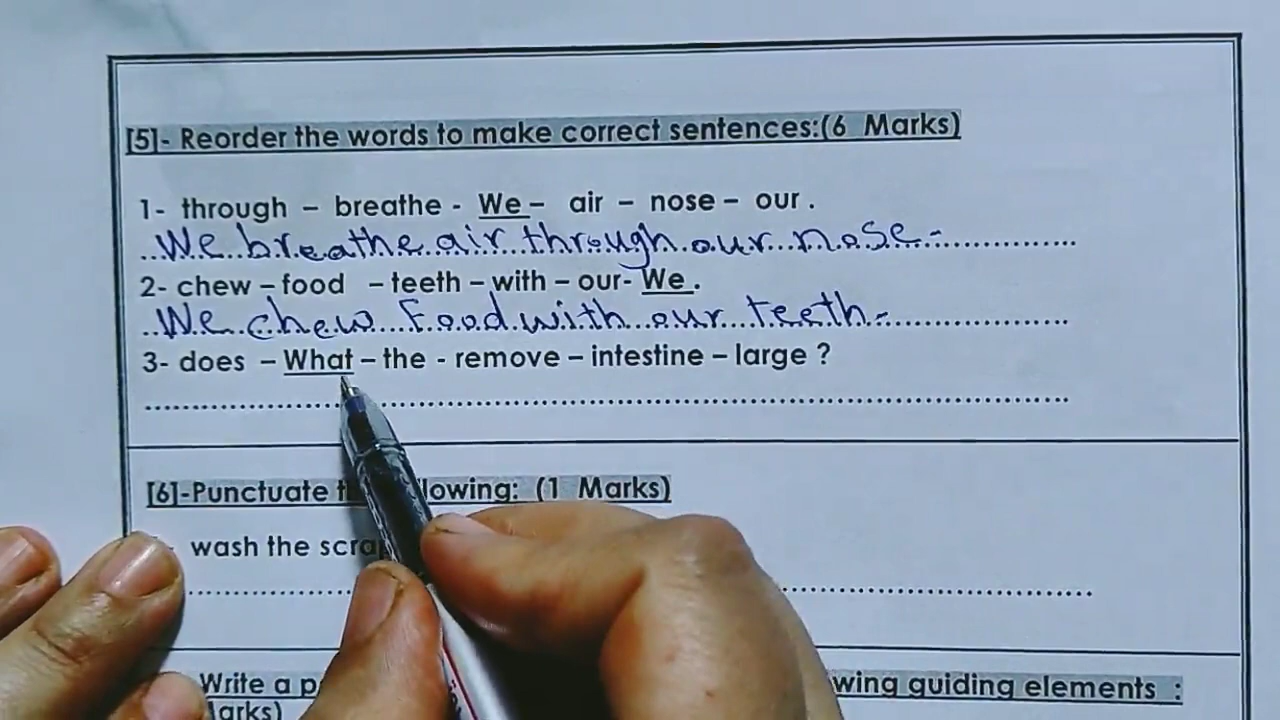 [5]- Reorder the words to make correct sentences:(6 Marks)
1- through – breathe - We – air – nose – our .
We breathe air through our nose.
2- chew – food – teeth – with – our- We .
We chew food with our teeth.
3- does – What – the - remove – intestine – large ?
[6]-Punctuate lowing: (1 Marks)
wash the
Write a
wing guiding elements :
arks)